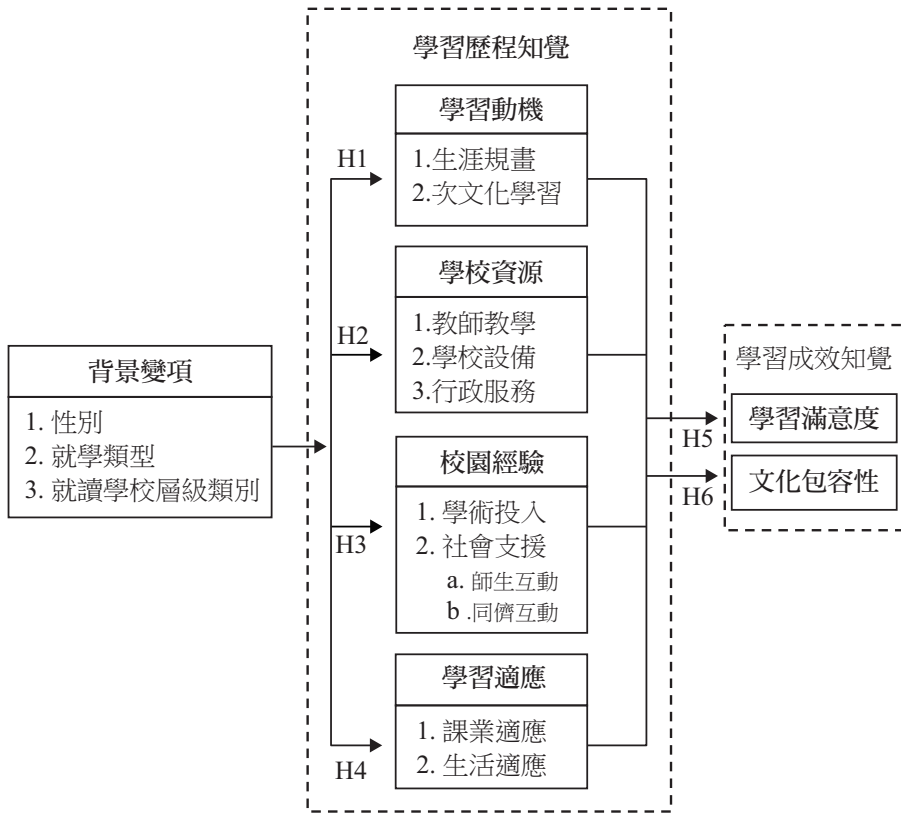 背景變項
1. 性別
2. 就學類型
3. 就讀學校層級類別
學習歷程知覺
H1
學習動機
1.生涯規畫
2.次文化學習
H2
學校資源
1.教師教學
2.學校設備
3.行政服務
H3
校園經驗
1. 學術投入
2. 社會支援
a. 師生互動
b .同儕互動
H4
學習適應
1. 課業適應
2. 生活適應
H5
H6
學習成效知覺
學習滿意度
文化包容性